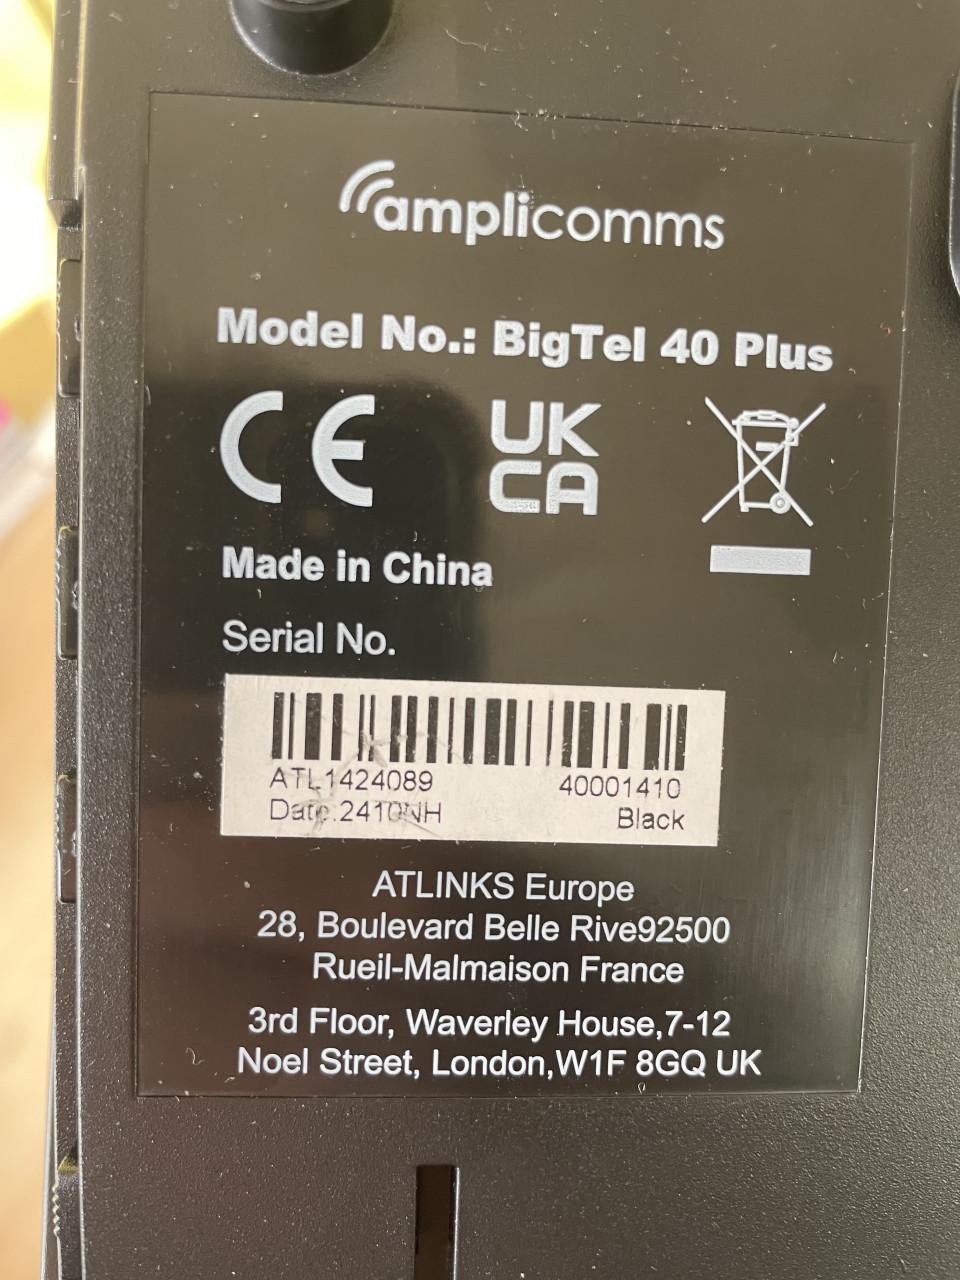 amplicomms
Model No.: BigTel 40 Plus
CE
UK
CA
Made in China
Serial No.
ATL1424089 40001410
Date:2410NH Black
ATLINKS Europe
28, Boulevard Belle Rive92500
Rueil-Malmaison France
3rd Floor, Waverley House,7-12
Noel Street, London,W1F 8GQ UK